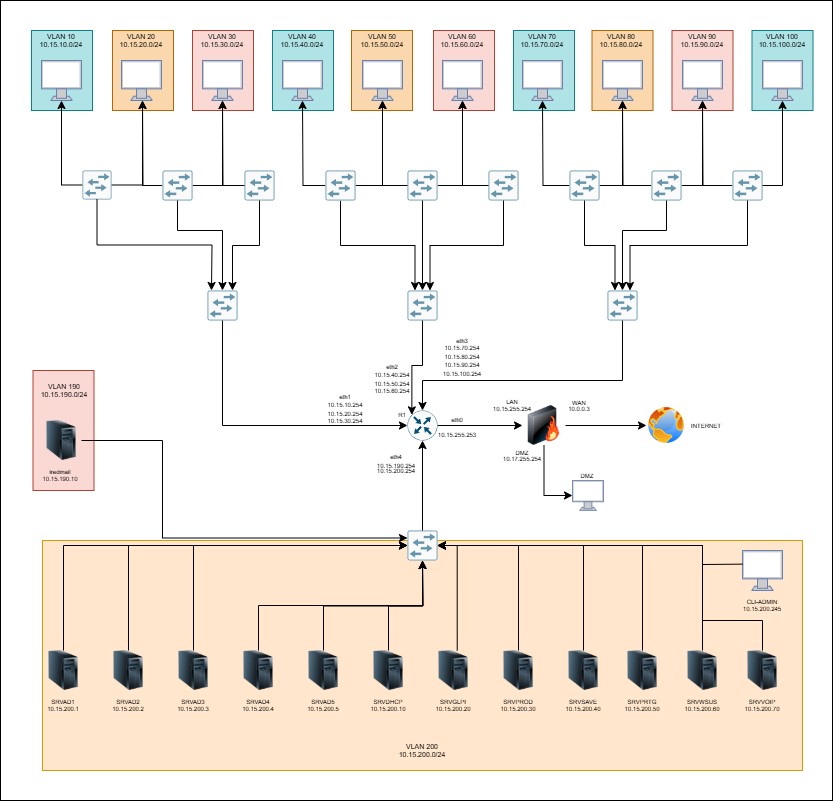 VLAN 10
10.15.10.0/24
VLAN 20
10.15.20.0/24
VLAN 30
10.15.30.0/24
VLAN 40
10.15.40.0/24
VLAN 50
10.15.50.0/24
VLAN 60
10.15.60.0/24
VLAN 70
10.15.70.0/24
VLAN 80
10.15.80.0/24
VLAN 90
10.15.90.0/24
VLAN 100
10.15.100.0/24
eth3
10.15.70.254
10.15.80.254
10.15.90.254
10.15.100.254
eth2
10.15.40.254
10.15.50.254
10.15.60.254
eth1
10.15.10.254
10.15.20.254
10.15.30.254
R1
eth0
10.15.255.253
LAN
10.15.255.254
WAN
10.0.0.3
INTERNET
DMZ
10.17.255.254
DMZ
eth4
10.15.190.254
10.15.200.254
VLAN 190
10.15.190.0/24
iredmail
10.15.190.10
CLI-ADMIN
10.15.200.245
SRVAD1
10.15.200.1
SRVAD2
10.15.200.2
SRVAD3
10.15.200.3
SRVAD4
10.15.200.4
SRVAD5
10.15.200.5
SRVDHCP
10.15.200.10
SRVGLPI
10.15.200.20
SRVPROD
10.15.200.30
SRVSAVE
10.15.200.40
SRVPRTG
10.15.200.50
SRVWSUS
10.15.200.60
SRVVOIP
10.15.200.70
VLAN 200
10.15.200.0/24